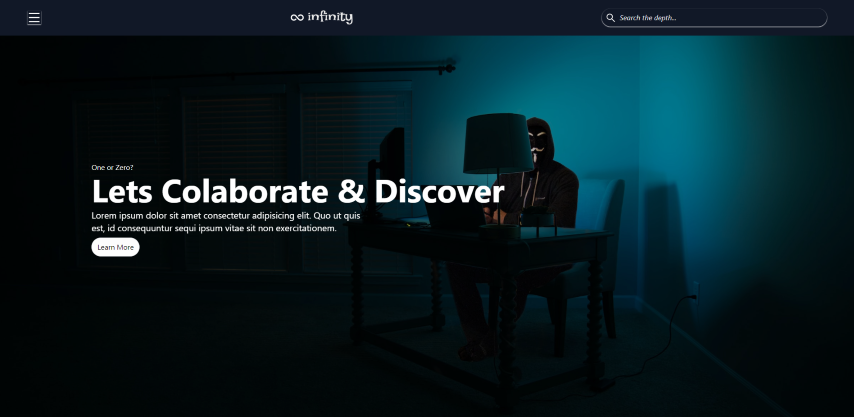 ∞ infinity
Search the depth...
One or Zero?
Lets Colaborate & Discover
Lorem ipsum dolor sit amet consectetur adipisicing elit. Quo ut quis
est, id consequuntur sequi ipsum vitae sit non exercitationem.
Learn More